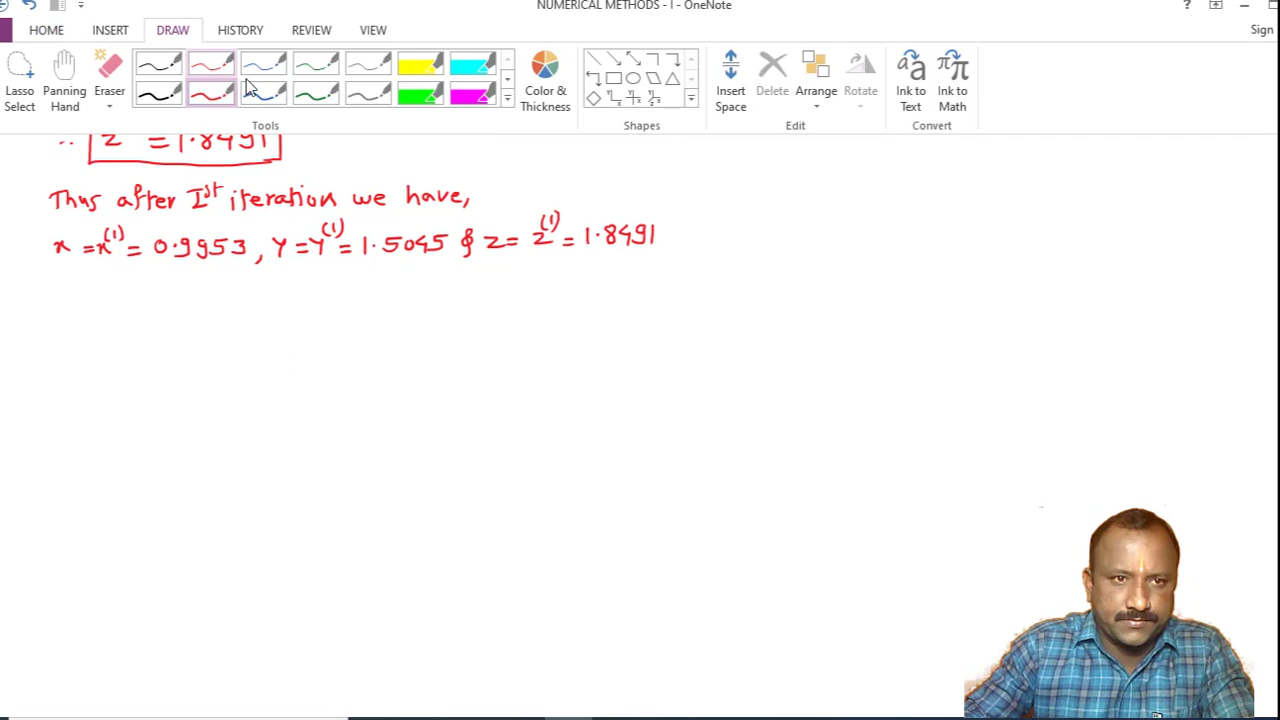 NUMERICAL METHODS - I - OneNote
?
HOME INSERT DRAW HISTORY REVIEW VIEW Sign
Lasso Select
Panning Hand
Eraser
Color & Thickness
Insert Space
Delete
Arrange
Rotate
Ink to Text
Ink to Math
Tools Shapes Edit Convert
∴ z = 1.8491
Thus after Ist iteration we have,
x = x(1) = 0.9953, Y = Y(1) = 1.5045 & z = z(1) = 1.8491